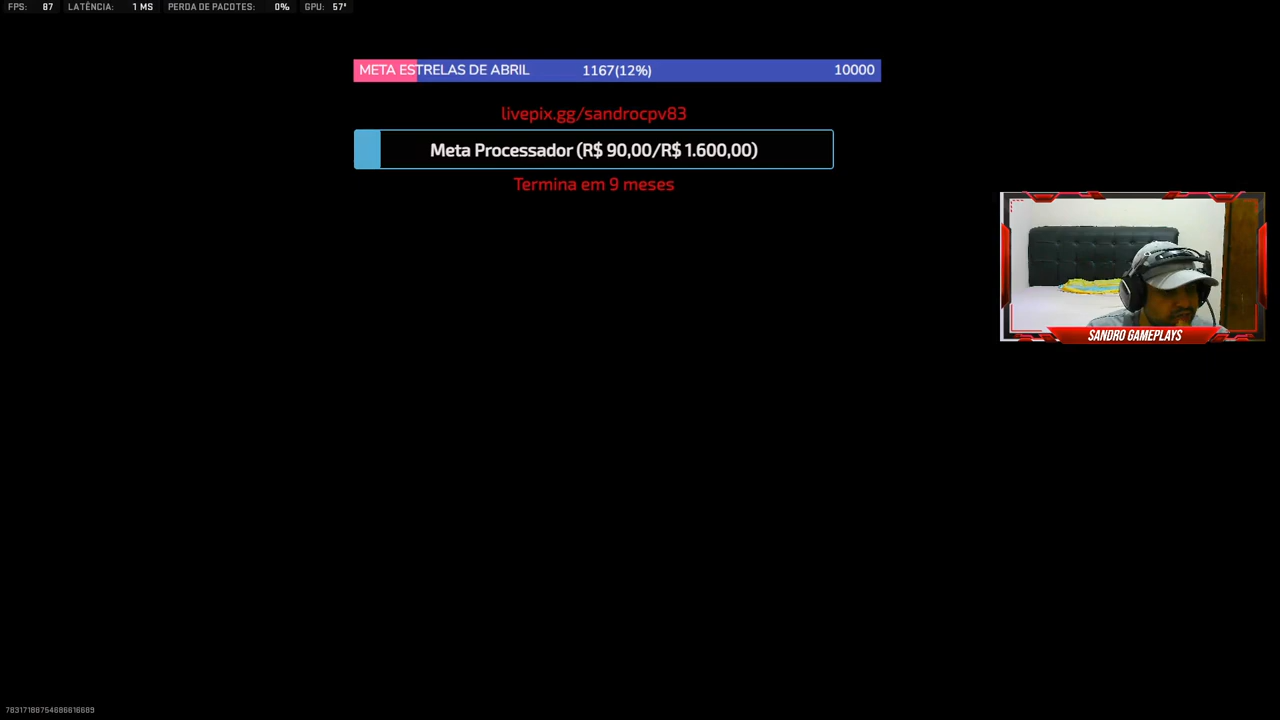 FPS: 87 LATÊNCIA: 1 MS PERDA DE PACOTES: 0% GPU: 57°
META ESTRELAS DE ABRIL 1167(12%) 10000
livepix.gg/sandrocpv83
Meta Processador (R$ 90,00/R$ 1.600,00)
Termina em 9 meses
SANDRO GAMEPLAYS
78317188754686616689